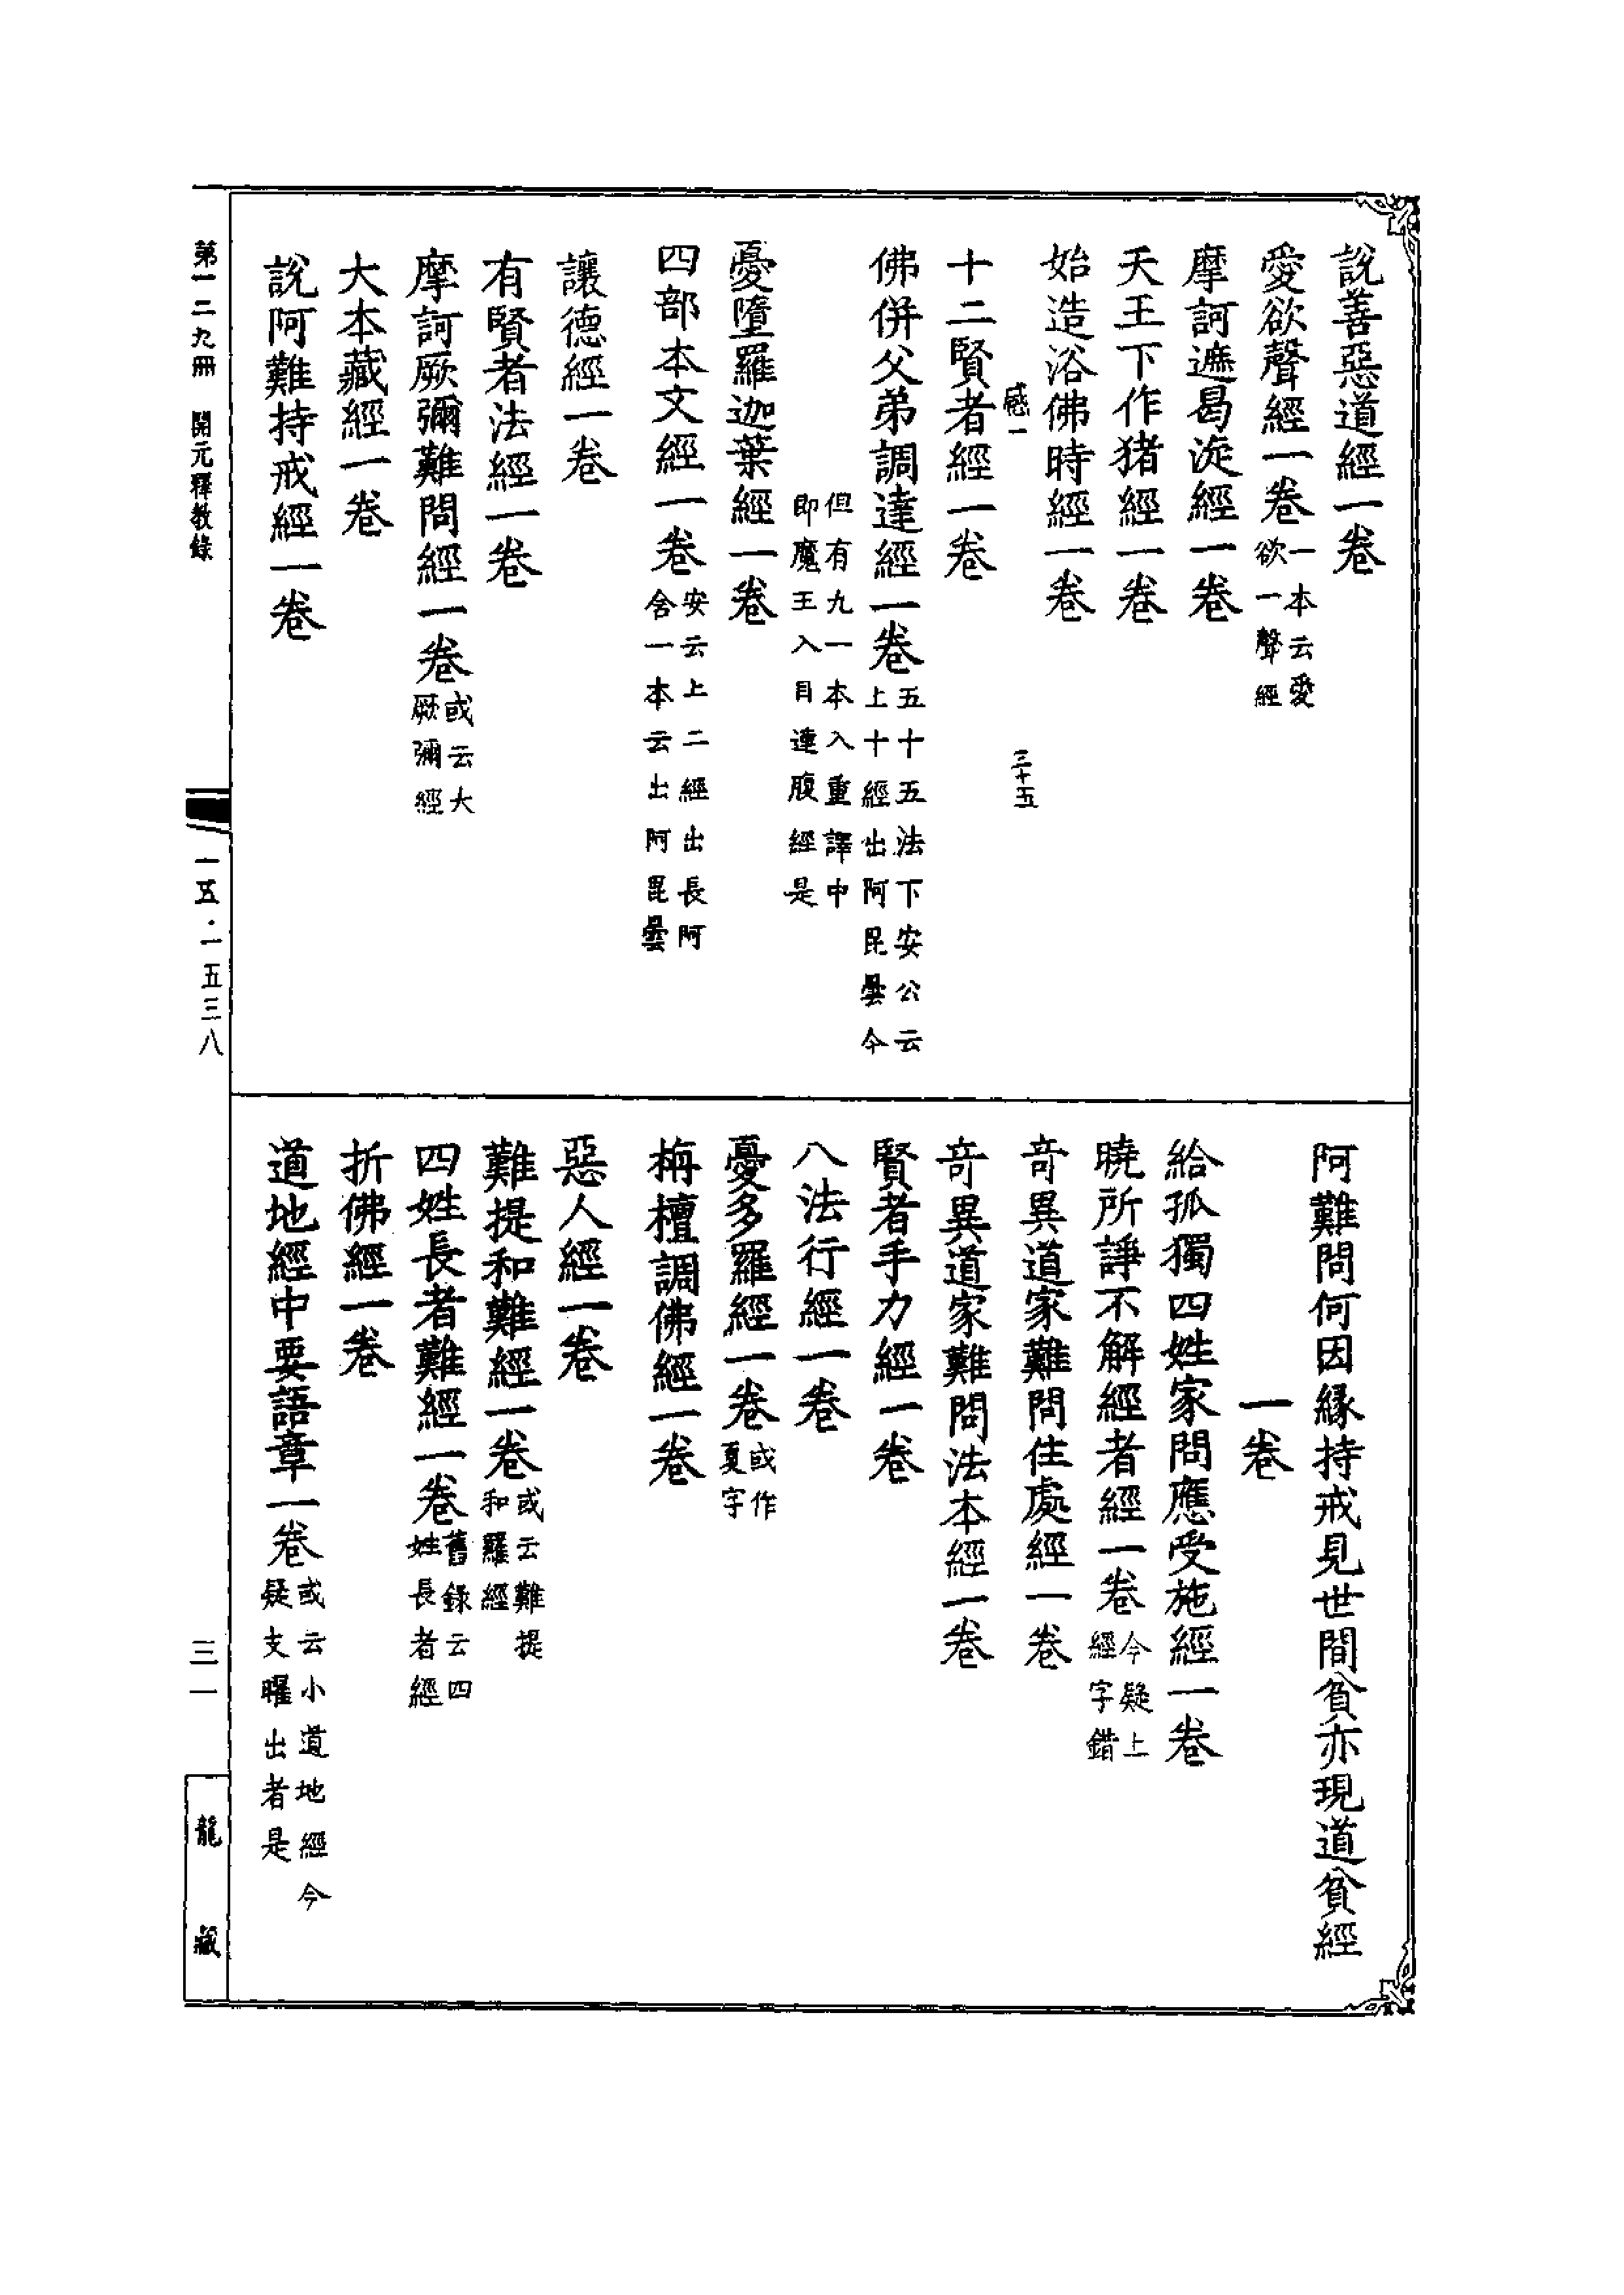 說善惡道經一卷
愛欲聲經一卷一本云愛欲一聲經
摩訶遮曷㳬經一卷
天王下作猪經一卷
始造浴佛時經一卷
感一　三十五
十二賢者經一卷
佛併父弟調達經一卷五十五法下安公云上十經出阿毘曇今
但有九一本入重譯中即魔王入目連腹經是
憂墮羅迦葉經一卷
四部本文經一卷安云上二經出長阿含一本云出阿毘曇
讓德經一卷
有賢者法經一卷
摩訶厥彌難問經一卷或云大厥彌經
大本藏經一卷
說阿難持戒經一卷
阿難問何因緣持戒見世間貧亦現道貧經
一卷
給孤獨四姓家問應受施經一卷
曉所諍不解經者經一卷今疑上經字錯
奇異道家難問住處經一卷
奇異道家難問法本經一卷
賢者手力經一卷
八法行經一卷
憂多羅經一卷或作夏字
栴檀調佛經一卷
惡人經一卷
難提和難經一卷或云難提和羅經
四姓長者難經一卷舊錄云四姓長者經
折佛經一卷
道地經中要語章一卷或云小道地經今疑支曜出者是
第一二九冊　開元釋教錄　一五·一五三八　三一　龍藏